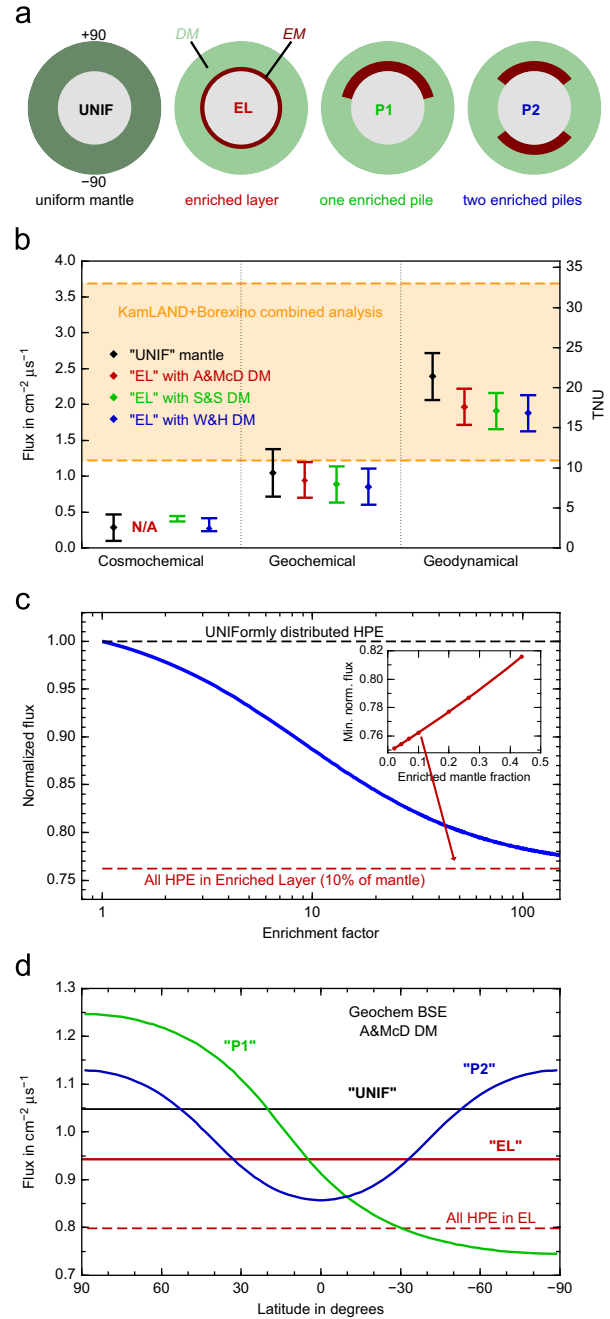 a
+90
DM
EM
UNIF
EL
P1
P2
−90
uniform mantle
enriched layer
one enriched pile
two enriched piles
b
4.0
3.5
3.0
2.5
2.0
1.5
1.0
0.5
0.0
Flux in cm−2 µs−1
KamLAND+Borexino combined analysis
"UNIF" mantle
"EL" with A&McD DM
"EL" with S&S DM
"EL" with W&H DM
N/A
35
30
25
20
15
10
5
0
TNU
Cosmochemical
Geochemical
Geodynamical
c
UNIFormly distributed HPE
1.00
0.95
0.90
0.85
0.80
0.75
Normalized flux
0.82
0.80
0.78
0.76
Min. norm. flux
0.0 0.1 0.2 0.3 0.4 0.5
Enriched mantle fraction
All HPE in Enriched Layer (10% of mantle)
1 10 100
Enrichment factor
d
1.3
1.2
1.1
1.0
0.9
0.8
0.7
Flux in cm−2 µs−1
Geochem BSE
A&McD DM
"P1"
"P2"
"UNIF"
"EL"
All HPE in EL
90 60 30 0 −30 −60 −90
Latitude in degrees